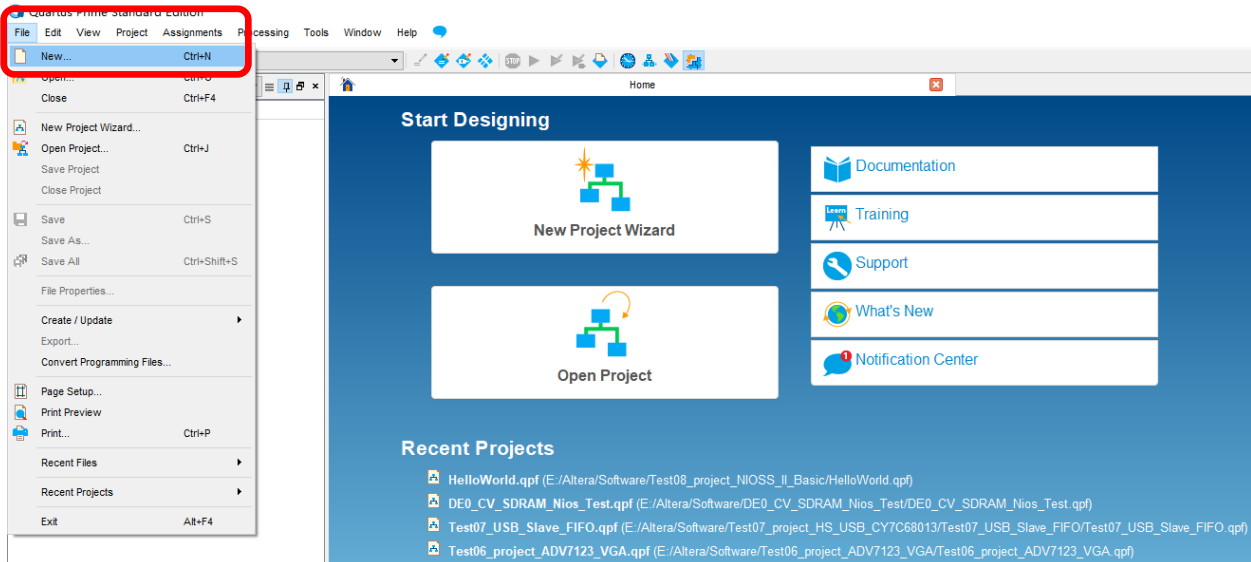 Quartus Prime Standard Edition
File Edit View Project Assignments Processing Tools Window Help
New... Ctrl+N
Open... Ctrl+O
Close Ctrl+F4
New Project Wizard...
Open Project... Ctrl+J
Save Project
Close Project
Save Ctrl+S
Save As...
Save All Ctrl+Shift+S
File Properties...
Create / Update
Export...
Convert Programming Files...
Page Setup...
Print Preview
Print... Ctrl+P
Recent Files
Recent Projects
Exit Alt+F4
STOP
Home
Start Designing
New Project Wizard
Open Project
Documentation
Learn
Training
Support
What's New
1
Notification Center
Recent Projects
HelloWorld.qpf (E:/Altera/Software/Test08_project_NIOSS_II_Basic/HelloWorld.qpf)
DE0_CV_SDRAM_Nios_Test.qpf (E:/Altera/Software/DE0_CV_SDRAM_Nios_Test/DE0_CV_SDRAM_Nios_Test.qpf)
Test07_USB_Slave_FIFO.qpf (E:/Altera/Software/Test07_project_HS_USB_CY7C68013/Test07_USB_Slave_FIFO/Test07_USB_Slave_FIFO.qpf)
Test06_project_ADV7123_VGA.qpf (E:/Altera/Software/Test06_project_ADV7123_VGA/Test06_project_ADV7123_VGA.qpf)